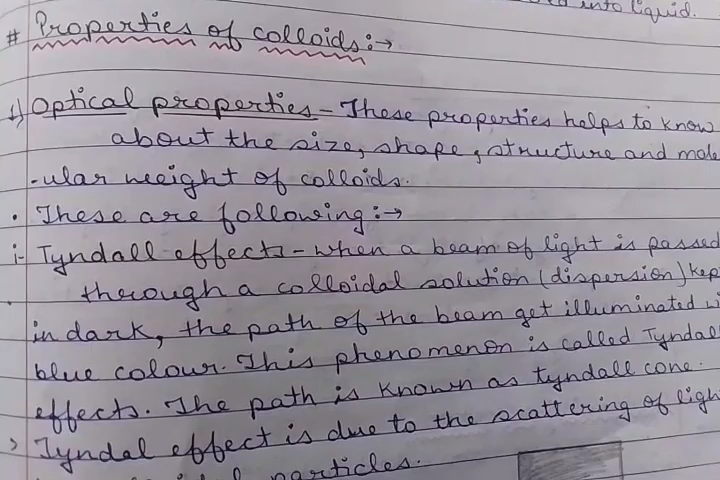 into liquid.
# Properties of colloids:→
1) Optical properties - These properties helps to know
about the size, shape, structure and mole
-ular weight of colloids.
• These are following:→
i- Tyndall effects - when a beam of light is passed
through a colloidal solution (dispersion) kep
in dark, the path of the beam get illuminated wi
blue colour. This phenomenon is called Tyndall
effects. The path is known as tyndall cone.
> Tyndal effect is due to the scattering of ligh
particles.